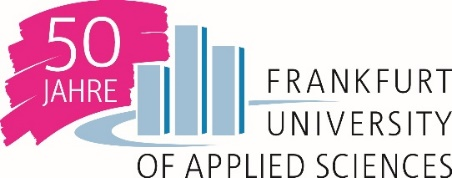 50
JAHRE
FRANKFURT
UNIVERSITY
OF APPLIED SCIENCES